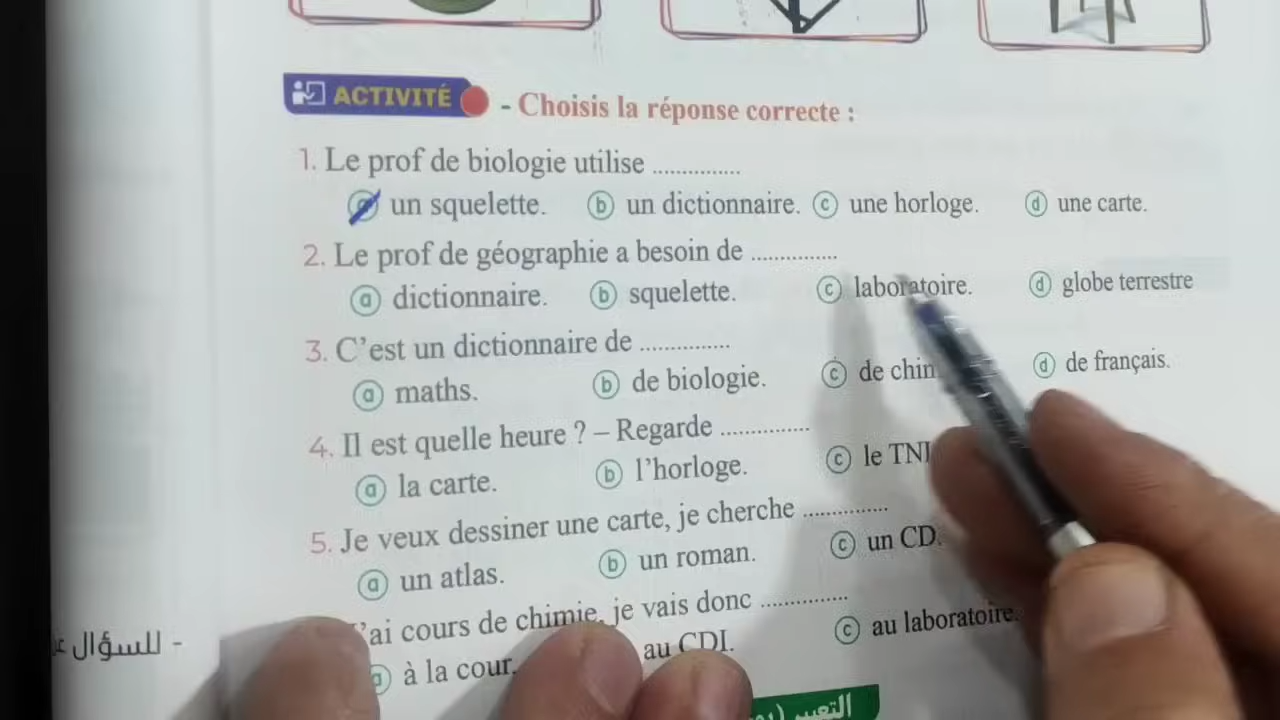 ACTIVITÉ - Choisis la réponse correcte :
1. Le prof de biologie utilise ...............
a un squelette. b un dictionnaire. c une horloge. d une carte.
2. Le prof de géographie a besoin de ...............
a dictionnaire. b squelette. c laboratoire. d globe terrestre
3. C'est un dictionnaire de ...............
a maths. b de biologie. c de chim d de français.
4. Il est quelle heure ? – Regarde ...............
a la carte. b l'horloge. c le TNI
5. Je veux dessiner une carte, je cherche ...............
a un atlas. b un roman. c un CD.
'ai cours de chimie, je vais donc ...............
a à la cour. au CDI. c au laboratoire.
- للسؤال
التعبير